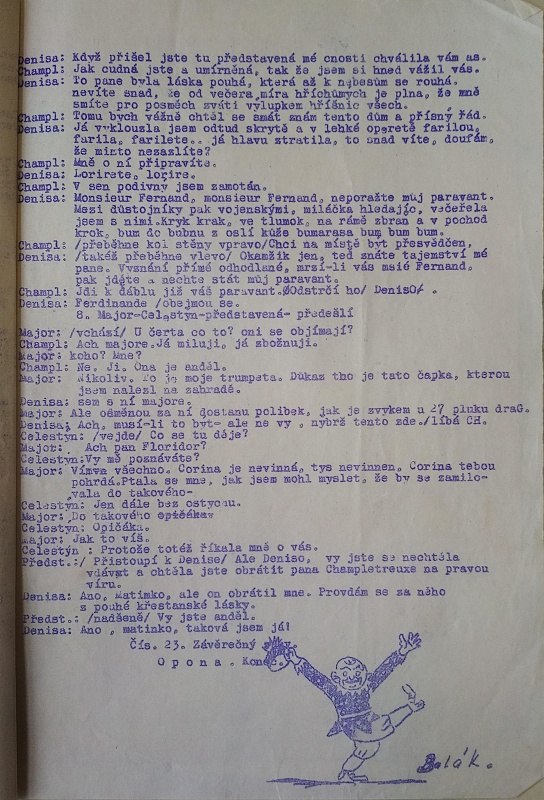 Denisa: Když přišel jste tu představená mé cnosti chválila vám as.
Champl: Jak cudná jste a umírněná, tak že jsem si hned vážil vás.
Denisa: To pane byla láska pouhá, která až k nebesům se rouhá.
nevíte snad, že od večera míra hříchůmych je plna, že mně
smíte pro posměch zváti výlupkem hříšnic všech.
Champl: Tomu bych vážně chtěl se smát znám tento dům a přísný řád.
Denisa: Já vyklouzla jsem odtud skrytě a v lehké operetě farilou,
farila, farilete.. já hlavu ztratila, to snad víte, doufám,
že mixto nezazlíte?
Champl: Mně o ní připravíte.
Denisa: Lorirete, lorire.
Champl: V sen podivný jsem zamotán.
Denisa: Monsieur Fernand, monsieur Fernand, neporažte můj paravant.
Mezi důstojníky pak vojenskými, miláčka hledajíc, večeřela
jsem s nimi.Kryk krak, ve tlumok, na rámě zbran a v pochod
krok, bum do bubnu z oslí kůže bumarasa bum bum bum.
Champl: /přeběhne kol stěny vpravo/Chci na místě být přesvědčen,
Denisa: /takéž přeběhne vlevo/ Okamžik jen, teď znáte tajemství mé
pane. Vyznání přímé odhodlané, mrzí-li vás msié Fernand,
pak jděte a nechte stát můj paravant.
Champl: Jdi k ďáblu již váš paravant. Odstrčí ho/ Denis .
Denisa: Ferdinande /obejmou se.
8. Major-Celestyn-představená- předešlí
Major: /vchází/ U čerta co to? oni se objímají?
Champl: Ach majore.Já miluji, já zbožňuji.
Major: koho? Mne?
Champl: Ne. Ji. Ona je anděl.
Major: Nikoliv. To je moje trumpeta. Důkaz tho je tato čapka, kterou
jsem nalezl na zahradě.
Denisa: sem s ní majore.
Major: Ale odměnou za ní dostanu polibek, jak je zvykem u 27 pluku draG.
Denisa; Ach, musí-li to být- ale ne vy , nýbrž tento zde./líbá CH.
Celestyn: /vejde/ Co se tu děje?
Majot: Ach pan Floridor?
Celestyn:Vy mě poznáváte?
Major: Vímvn všechno. Corina je nevinná, tys nevinnen, Corina tebou
pohrdá.Ptala se mne, jak jsem mohl myslet, že by se zamilo-
vala do takového-
Celestyn: Jen dále bez ostychu.
Major: Do takového opičáka-
Celestyn: Opičáka.
Major: Jak to víš.
Celestýn : Protože totéž říkala mně o vás.
Předst.:/ Přistoupí k Denise/ Ale Deniso, vy jste se nechtěla
vdávat a chtěla jste obrátit pana Champletreuxe na pravou
víru.
Denisa: Ano, Matimko, ale on obrátil mne. Provdám se za něho
z pouhé křesťanské lásky.
Předst.: /nadšeně/ Vy jste anděl.
Denisa: Ano , matinko, taková jsem já!
Čís. 23. Závěrečný
O p o n a . Konec.